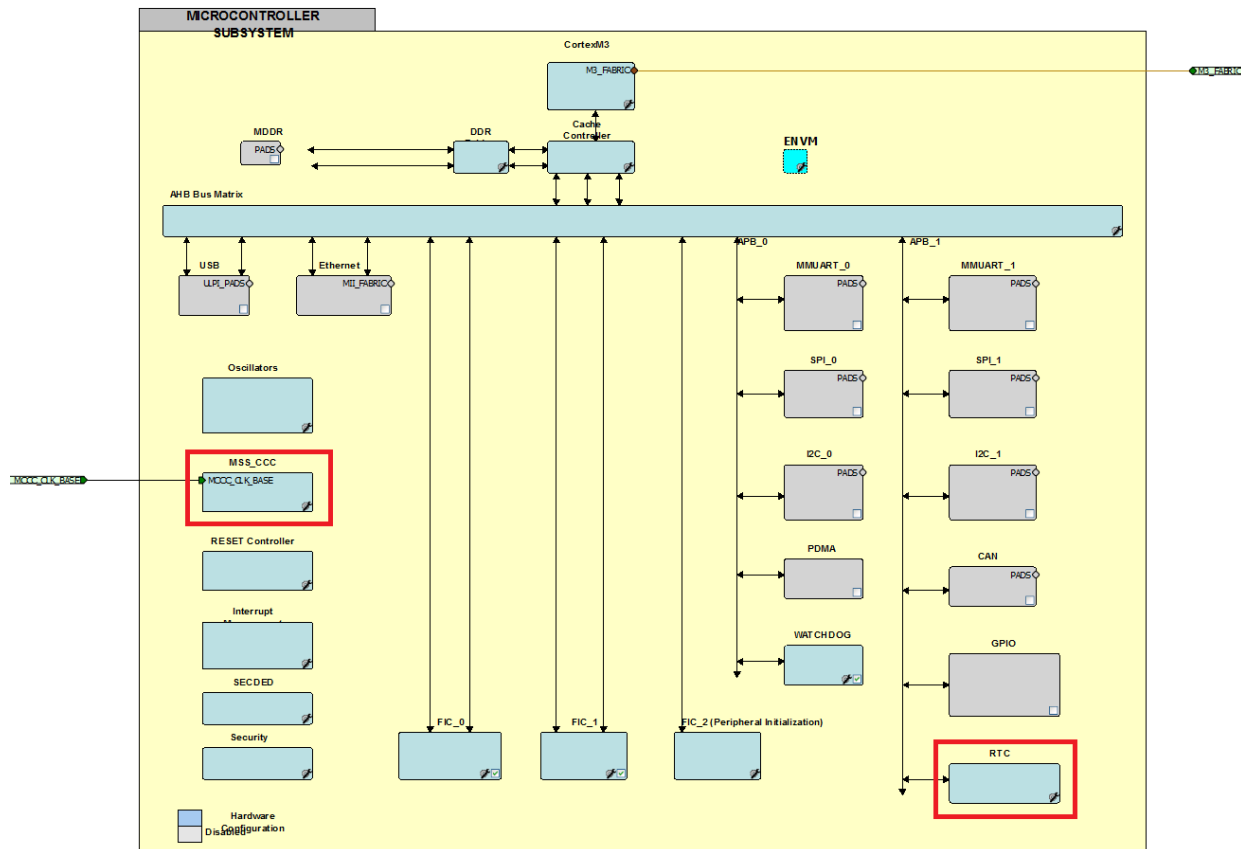 MICROCONTROLLER
SUBSYSTEM
CortexM3
M3_FABRIC
M3_FABRIC
MDDR
PADS
DDR
Cache
Controller
ENVM
AHB Bus Matrix
APB_0
APB_1
USB
ULPI_PADS
Ethernet
MII_FABRIC
MMUART_0
PADS
MMUART_1
PADS
Oscillators
SPI_0
PADS
SPI_1
PADS
MSS_CCC
MCCC_CLK_BASE
MCCC_CLK_BASE
I2C_0
PADS
I2C_1
PADS
RESET Controller
PDMA
CAN
PADS
Interrupt
WATCHDOG
GPIO
SECDED
FIC_0
FIC_1
FIC_2 (Peripheral Initialization)
Security
RTC
Hardware
Configuration
Disabled